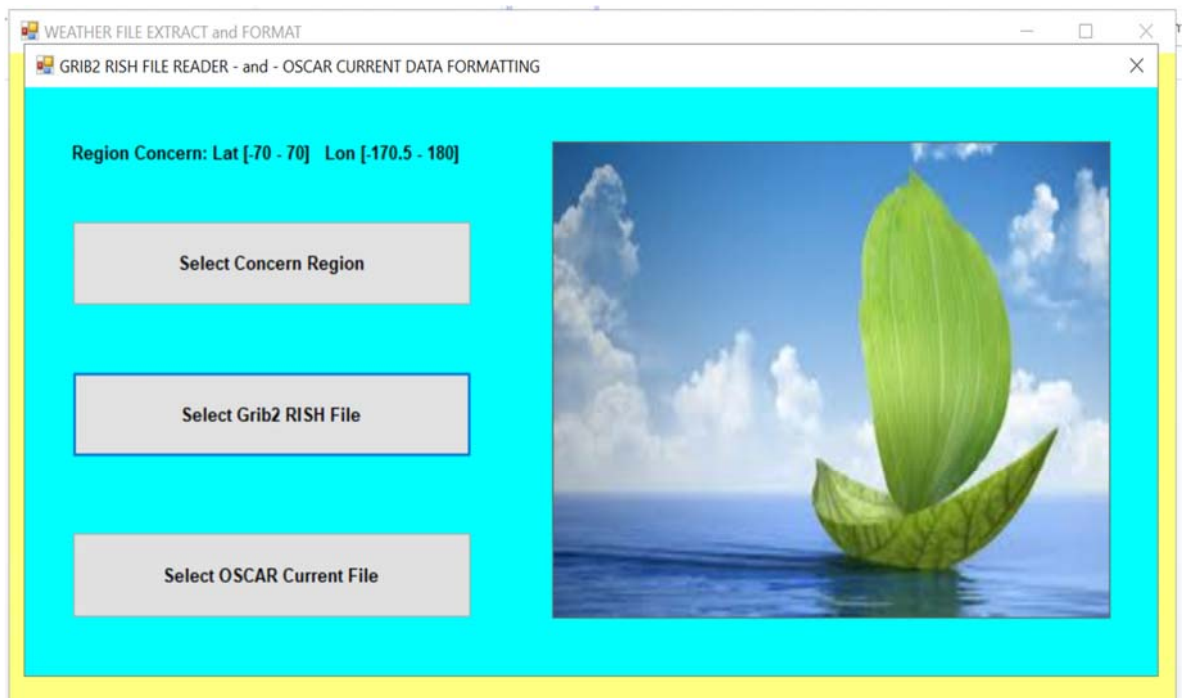 WEATHER FILE EXTRACT and FORMAT
GRIB2 RISH FILE READER - and - OSCAR CURRENT DATA FORMATTING
Region Concern: Lat [-70 - 70] Lon [-170.5 - 180]
Select Concern Region
Select Grib2 RISH File
Select OSCAR Current File